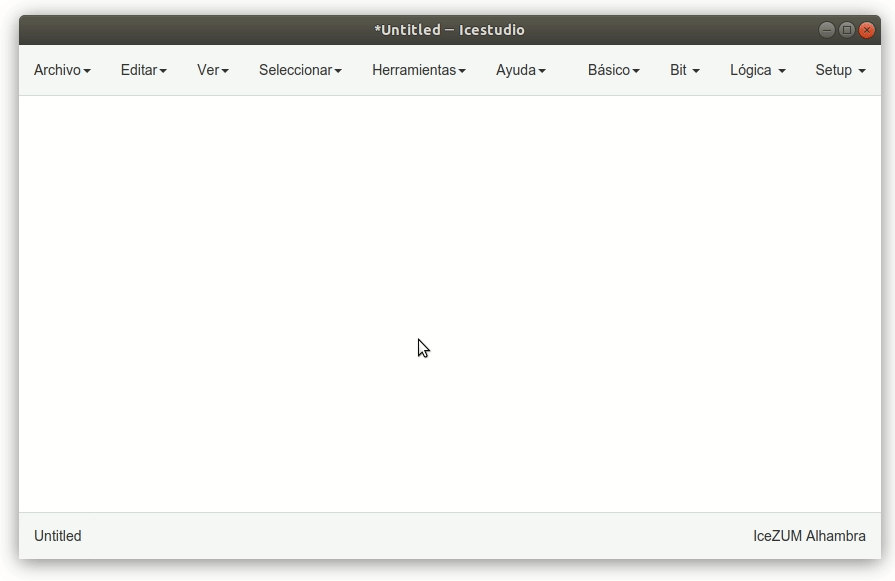 *Untitled – Icestudio
Archivo Editar Ver Seleccionar Herramientas Ayuda Básico Bit Lógica Setup
Untitled IceZUM Alhambra